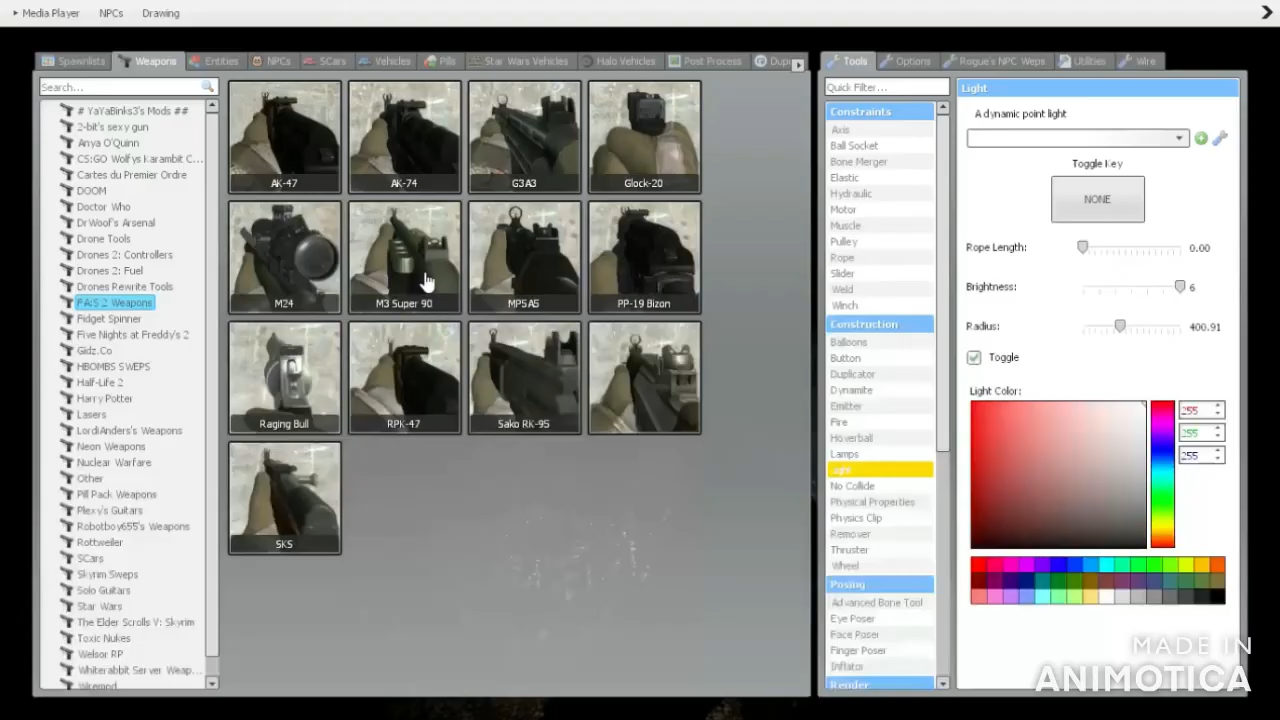 Media Player NPCs Drawing
Spawnlists Weapons Entities NPCs SCars Vehicles Pills Star Wars Vehicles Halo Vehicles Post Process Dup
Search...
# YaYaBinks3's Mods ##
2-bit's sexy gun
Anya O'Quinn
CS:GO Wolfys Karambit C...
Cartes du Premier Ordre
DOOM
Doctor Who
DrWoof's Arsenal
Drone Tools
Drones 2: Controllers
Drones 2: Fuel
Drones Rewrite Tools
FA:S 2 Weapons
Fidget Spinner
Five Nights at Freddy's 2
Gidz.Co
HBOMBS SWEPS
Half-Life 2
Harry Potter
Lasers
LordiAnders's Weapons
Neon Weapons
Nuclear Warfare
Other
Pill Pack Weapons
Plexy's Guitars
Robotboy655's Weapons
Rottweiler
SCars
Skyrim Sweps
Solo Guitars
Star Wars
The Elder Scrolls V: Skyrim
Toxic Nukes
Welsor RP
Whiterabbit Server Weap...
Wiremod
AK-47 AK-74 G3A3 Glock-20
M24 M3 Super 90 MP5A5 PP-19 Bizon
Raging Bull RPK-47 Sako RK-95
SKS
Tools Options Rogue's NPC Weps Utilities Wire
Quick Filter...
Constraints
Axis
Ball Socket
Bone Merger
Elastic
Hydraulic
Motor
Muscle
Pulley
Rope
Slider
Weld
Winch
Construction
Balloons
Button
Duplicator
Dynamite
Emitter
Fire
Hoverball
Lamps
Light
No Collide
Physical Properties
Physics Clip
Remover
Thruster
Wheel
Posing
Advanced Bone Tool
Eye Poser
Face Poser
Finger Poser
Inflator
Render
Light
A dynamic point light
Toggle Key
NONE
Rope Length: 0.00
Brightness: 6
Radius: 400.91
Toggle
Light Color:
255
255
255
MADE IN
ANIMOTICA